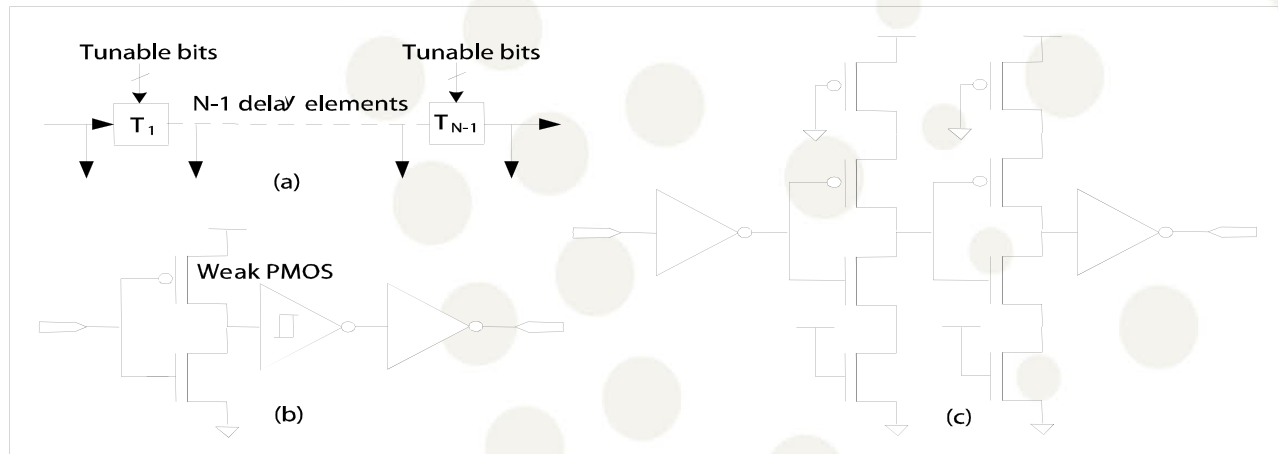 Tunable bits
Tunable bits
N-1 delay elements
T1
TN-1
(a)
Weak PMOS
(b)
(c)